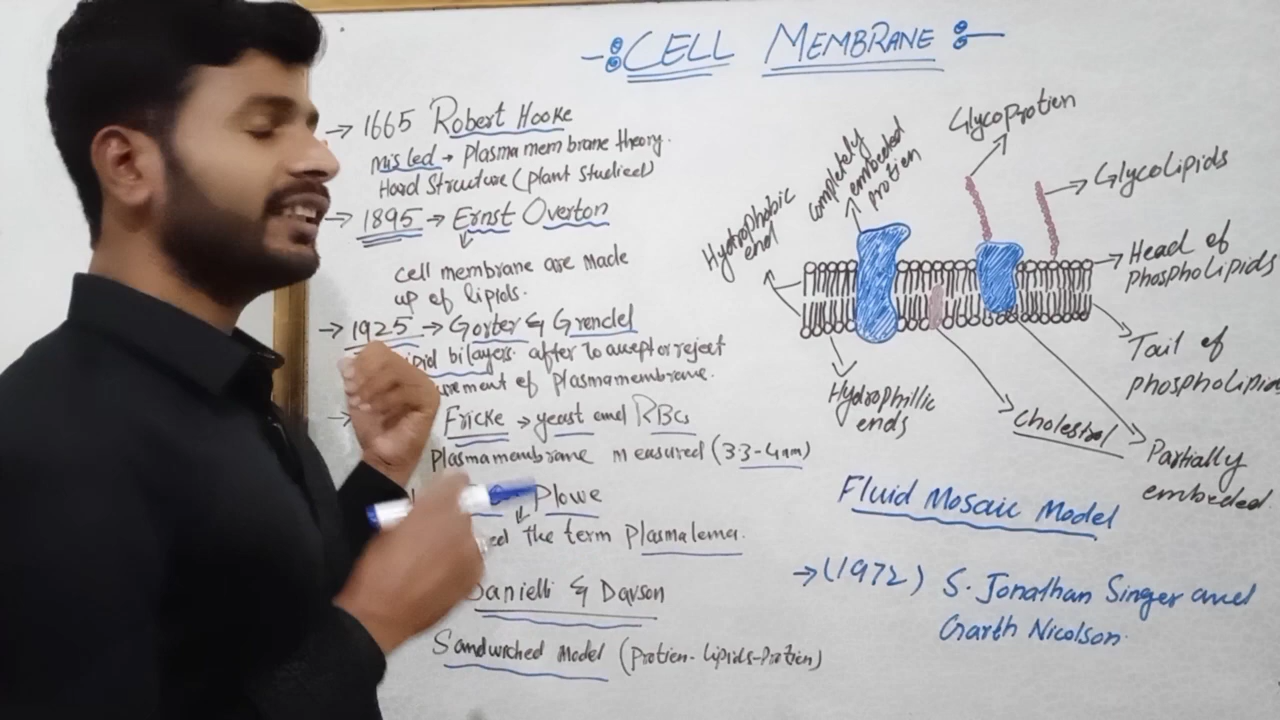 CELL MEMBRANE
→ 1665 Robert Hooke
misled → Plasma membrane theory.
Hard Structure (plant studied)
→ 1895 → Ernst Overton
cell membrane are Made
up of lipids.
→ 1925 → Gorter & Grendel
lipid bilayers. after to accept or reject
of plasmamembrane.
→ Fricke → yeast and RBCs
Plasmamembrane measured (3.3-4nm)
Plowe
the term Plasmalema.
Danielli & Davson
Sandwiched Model (Protien-Lipids-Protien)
Hydrophobic
end
completely
embeded
protien
Glycoprotien
Glycolipids
Head of
phospholipids
Tail of
phospholipid
Hydrophillic
ends
cholestrol
Partially
embeded.
Fluid Mosaic Model
→ (1972) S. Jonathan Singer and
Garth Nicolson.